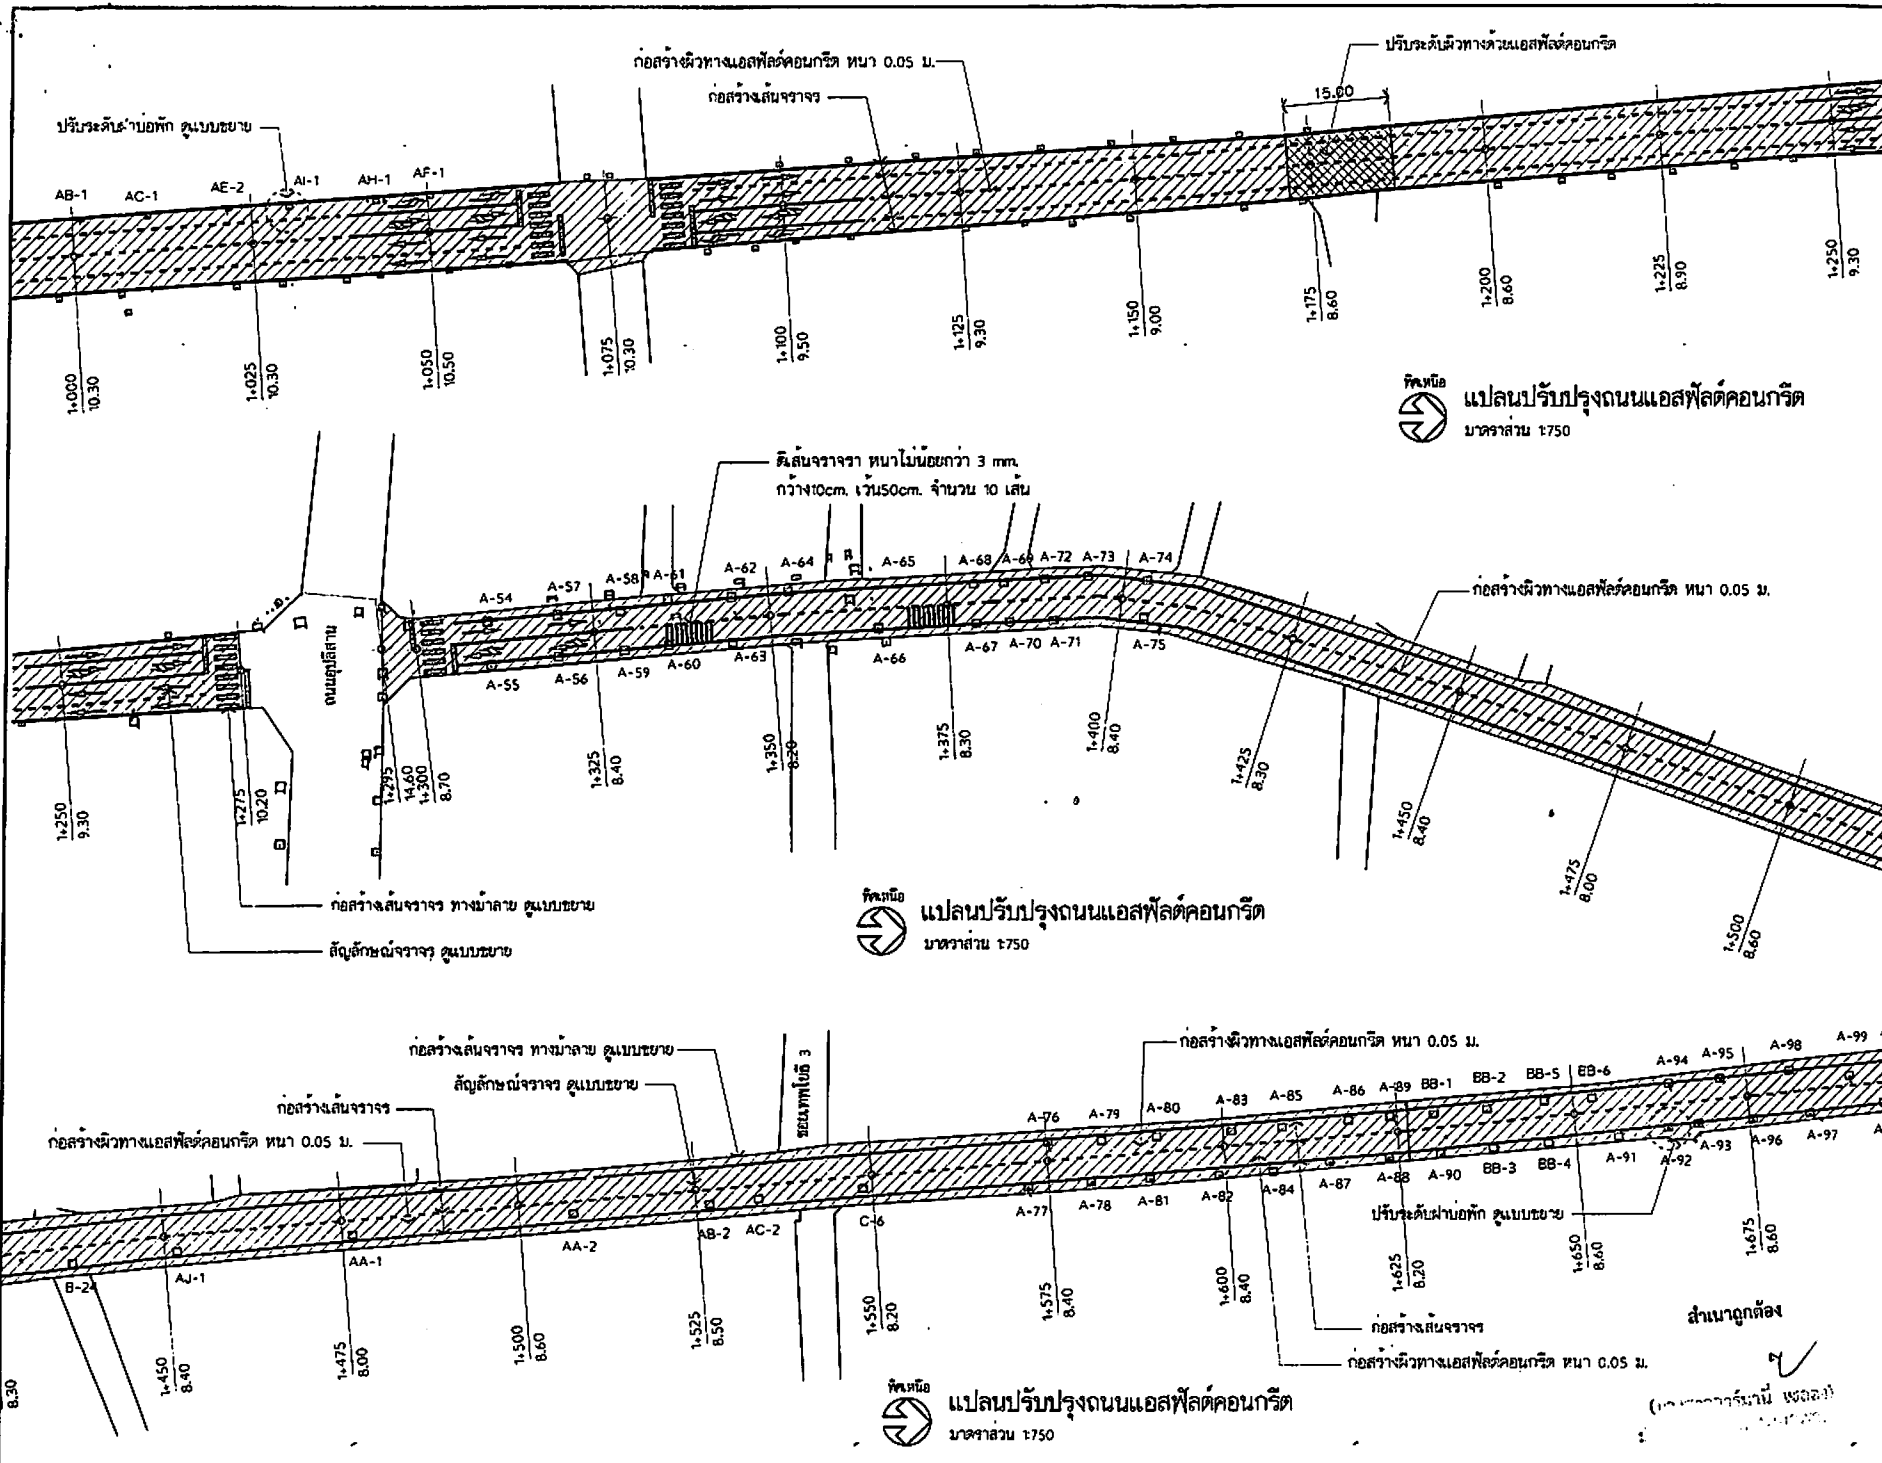 ก่อสร้างผิวทางแอสฟัลต์คอนกรีต หนา 0.05 ม.
ก่อสร้างเส้นจราจร
ปรับระดับผิวทางด้วยแอสฟัลต์คอนกรีต
15.00
ปรับระดับฝาบ่อพัก ดูแบบขยาย
AB-1
AC-1
AE-2
AI-1
AH-1
AF-1
1+000
10.30
1+025
10.30
1+050
10.50
1+075
10.30
1+100
9.50
1+125
9.30
1+150
9.00
1+175
8.60
1+200
8.60
1+225
8.90
1+250
9.30
ทิศเหนือ
แปลนปรับปรุงถนนแอสฟัลต์คอนกรีต
มาตราส่วน 1:750
ตีเส้นจราจรา หนาไม่น้อยกว่า 3 mm.
กว้าง10cm. เว้น50cm. จำนวน 10 เส้น
ถนนอุปลีสาน
A-54
A-57
A-58
A-61
A-62
A-64
A-65
A-68
A-69
A-72
A-73
A-74
A-55
A-56
A-59
A-60
A-63
A-66
A-67
A-70
A-71
A-75
ก่อสร้างผิวทางแอสฟัลต์คอนกรีต หนา 0.05 ม.
1+250
9.30
1+275
10.20
1+295
14.60
1+300
8.70
1+325
8.40
1+350
8.20
1+375
8.30
1+400
8.40
1+425
8.30
1+450
8.40
1+475
8.00
1+500
8.60
ก่อสร้างเส้นจราจร ทางม้าลาย ดูแบบขยาย
สัญลักษณ์จราจร ดูแบบขยาย
ทิศเหนือ
แปลนปรับปรุงถนนแอสฟัลต์คอนกรีต
มาตราส่วน 1:750
ก่อสร้างเส้นจราจร ทางม้าลาย ดูแบบขยาย
สัญลักษณ์จราจร ดูแบบขยาย
ก่อสร้างเส้นจราจร
ก่อสร้างผิวทางแอสฟัลต์คอนกรีต หนา 0.05 ม.
ซอยเทพโยธี 3
ก่อสร้างผิวทางแอสฟัลต์คอนกรีต หนา 0.05 ม.
A-76
A-79
A-80
A-83
A-85
A-86
A-89
BB-1
BB-2
BB-5
BB-6
A-94
A-95
A-98
A-99
B-2
AJ-1
AA-1
AA-2
AB-2
AC-2
C-6
A-77
A-78
A-81
A-82
A-84
A-87
A-88
A-90
BB-3
BB-4
A-91
A-92
A-93
A-96
A-97
ปรับระดับฝาบ่อพัก ดูแบบขยาย
8.30
1+450
8.40
1+475
8.00
1+500
8.60
1+525
8.50
1+550
8.20
1+575
8.40
1+600
8.40
1+625
8.20
1+650
8.60
1+675
8.60
ก่อสร้างเส้นจราจร
ก่อสร้างผิวทางแอสฟัลต์คอนกรีต หนา 0.05 ม.
สำเนาถูกต้อง
ทิศเหนือ
แปลนปรับปรุงถนนแอสฟัลต์คอนกรีต
มาตราส่วน 1:750